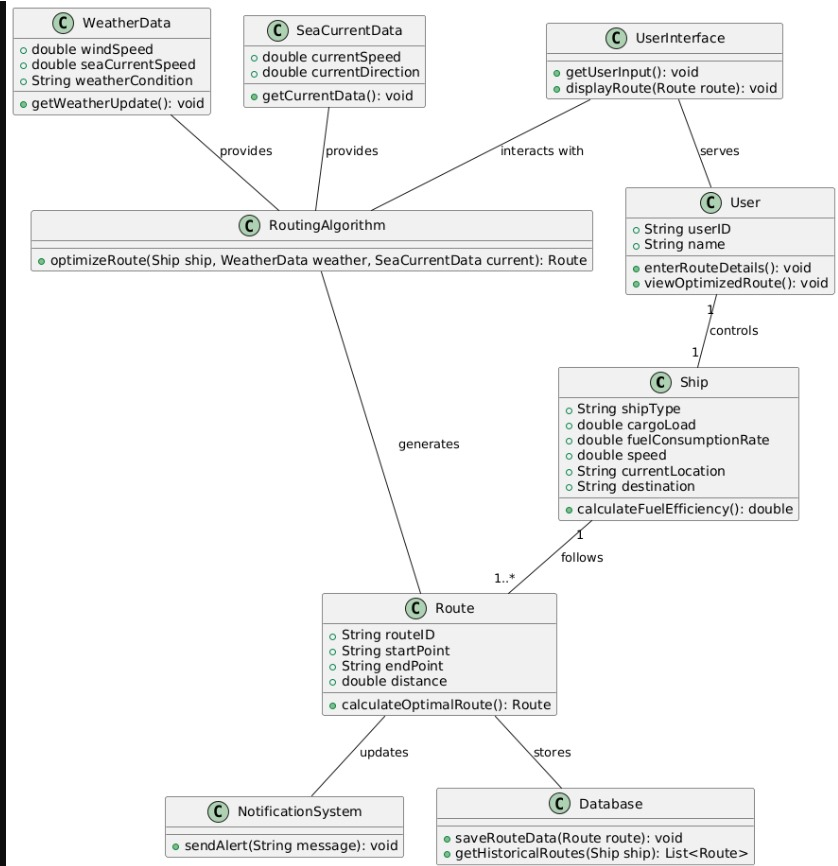 C WeatherData
double windSpeed
double seaCurrentSpeed
String weatherCondition
getWeatherUpdate(): void
C SeaCurrentData
double currentSpeed
double currentDirection
getCurrentData(): void
C UserInterface
getUserInput(): void
displayRoute(Route route): void
provides
provides
interacts with
serves
C RoutingAlgorithm
optimizeRoute(Ship ship, WeatherData weather, SeaCurrentData current): Route
C User
String userID
String name
enterRouteDetails(): void
viewOptimizedRoute(): void
1
controls
1
C Ship
String shipType
double cargoLoad
double fuelConsumptionRate
double speed
String currentLocation
String destination
calculateFuelEfficiency(): double
generates
1
follows
1..*
C Route
String routeID
String startPoint
String endPoint
double distance
calculateOptimalRoute(): Route
updates
stores
C NotificationSystem
sendAlert(String message): void
C Database
saveRouteData(Route route): void
getHistoricalRoutes(Ship ship): List<Route>